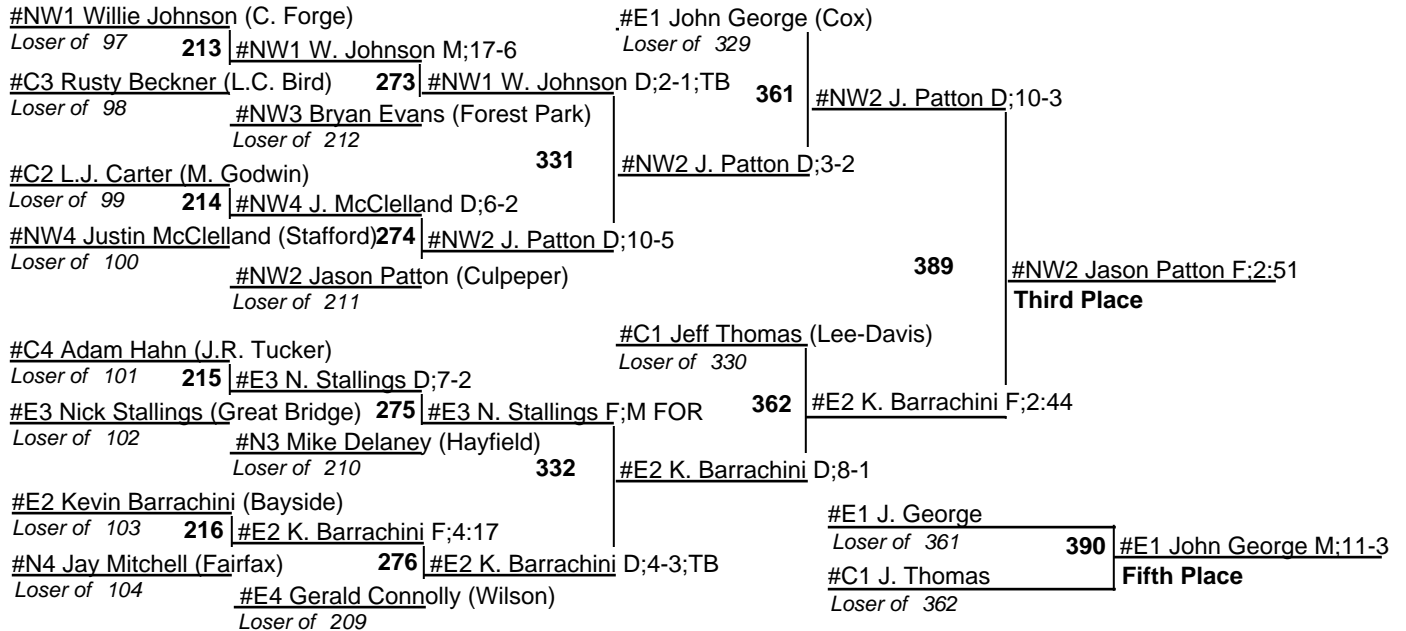 #NW1 Willie Johnson (C. Forge)
Loser of 97
213
#NW1 W. Johnson M;17-6
#C3 Rusty Beckner (L.C. Bird)
Loser of 98
273
#NW1 W. Johnson D;2-1;TB
#NW3 Bryan Evans (Forest Park)
Loser of 212
331
#NW2 J. Patton D;3-2
#C2 L.J. Carter (M. Godwin)
Loser of 99
214
#NW4 J. McClelland D;6-2
#NW4 Justin McClelland (Stafford)
Loser of 100
274
#NW2 J. Patton D;10-5
#NW2 Jason Patton (Culpeper)
Loser of 211
#E1 John George (Cox)
Loser of 329
361
#NW2 J. Patton D;10-3
389
#NW2 Jason Patton F;2:51
Third Place
#C4 Adam Hahn (J.R. Tucker)
Loser of 101
215
#E3 N. Stallings D;7-2
#E3 Nick Stallings (Great Bridge)
Loser of 102
275
#E3 N. Stallings F;M FOR
#N3 Mike Delaney (Hayfield)
Loser of 210
332
#E2 K. Barrachini D;8-1
#E2 Kevin Barrachini (Bayside)
Loser of 103
216
#E2 K. Barrachini F;4:17
#N4 Jay Mitchell (Fairfax)
Loser of 104
276
#E2 K. Barrachini D;4-3;TB
#E4 Gerald Connolly (Wilson)
Loser of 209
#C1 Jeff Thomas (Lee-Davis)
Loser of 330
362
#E2 K. Barrachini F;2:44
#E1 J. George
Loser of 361
390
#E1 John George M;11-3
Fifth Place
#C1 J. Thomas
Loser of 362